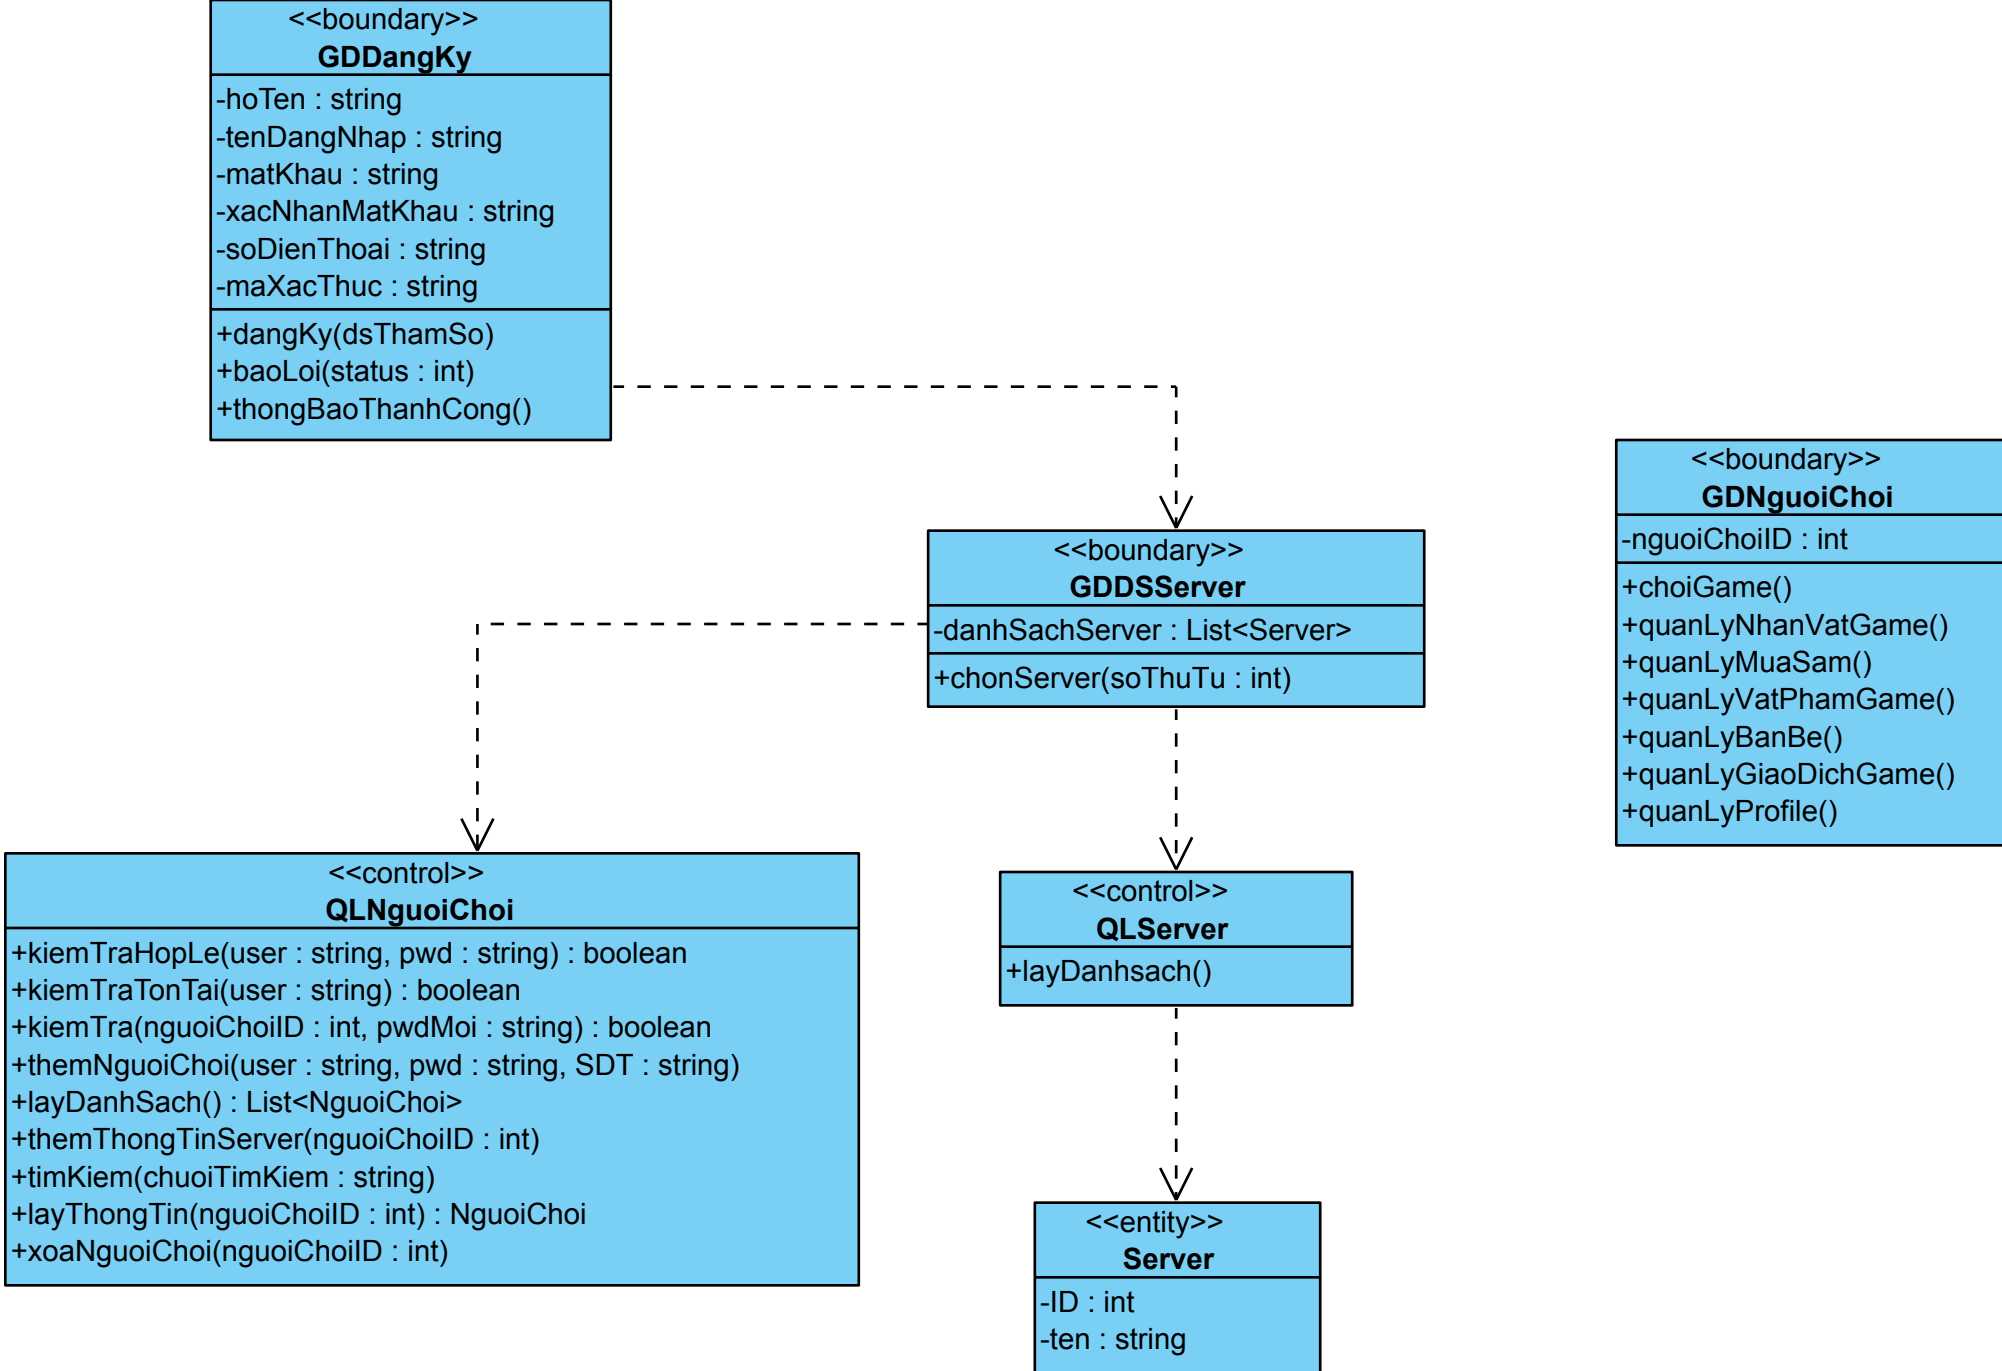 <<boundary>>
GDDangKy
-hoTen : string
-tenDangNhap : string
-matKhau : string
-xacNhanMatKhau : string
-soDienThoai : string
-maXacThuc : string
+dangKy(dsThamSo)
+baoLoi(status : int)
+thongBaoThanhCong()
<<boundary>>
GDNguoiChoi
-nguoiChoiID : int
+choiGame()
+quanLyNhanVatGame()
+quanLyMuaSam()
+quanLyVatPhamGame()
+quanLyBanBe()
+quanLyGiaoDichGame()
+quanLyProfile()
<<boundary>>
GDDSServer
-danhSachServer : List<Server>
+chonServer(soThuTu : int)
<<control>>
QLNguoiChoi
+kiemTraHopLe(user : string, pwd : string) : boolean
+kiemTraTonTai(user : string) : boolean
+kiemTra(nguoiChoiID : int, pwdMoi : string) : boolean
+themNguoiChoi(user : string, pwd : string, SDT : string)
+layDanhSach() : List<NguoiChoi>
+themThongTinServer(nguoiChoiID : int)
+timKiem(chuoiTimKiem : string)
+layThongTin(nguoiChoiID : int) : NguoiChoi
+xoaNguoiChoi(nguoiChoiID : int)
<<control>>
QLServer
+layDanhsach()
<<entity>>
Server
-ID : int
-ten : string